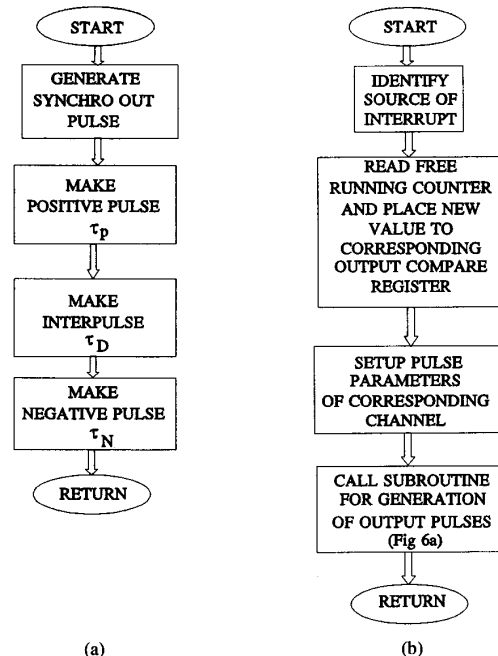 START
GENERATE
SYNCHRO OUT
PULSE
MAKE
POSITIVE PULSE
τp
MAKE
INTERPULSE
τD
MAKE
NEGATIVE PULSE
τN
RETURN
(a)
START
IDENTIFY
SOURCE OF
INTERRUPT
READ FREE
RUNNING COUNTER
AND PLACE NEW
VALUE TO
CORRESPONDING
OUTPUT COMPARE
REGISTER
SETUP PULSE
PARAMETERS
OF CORRESPONDING
CHANNEL
CALL SUBROUTINE
FOR GENERATION
OF OUTPUT PULSES
(Fig 6a)
RETURN
(b)